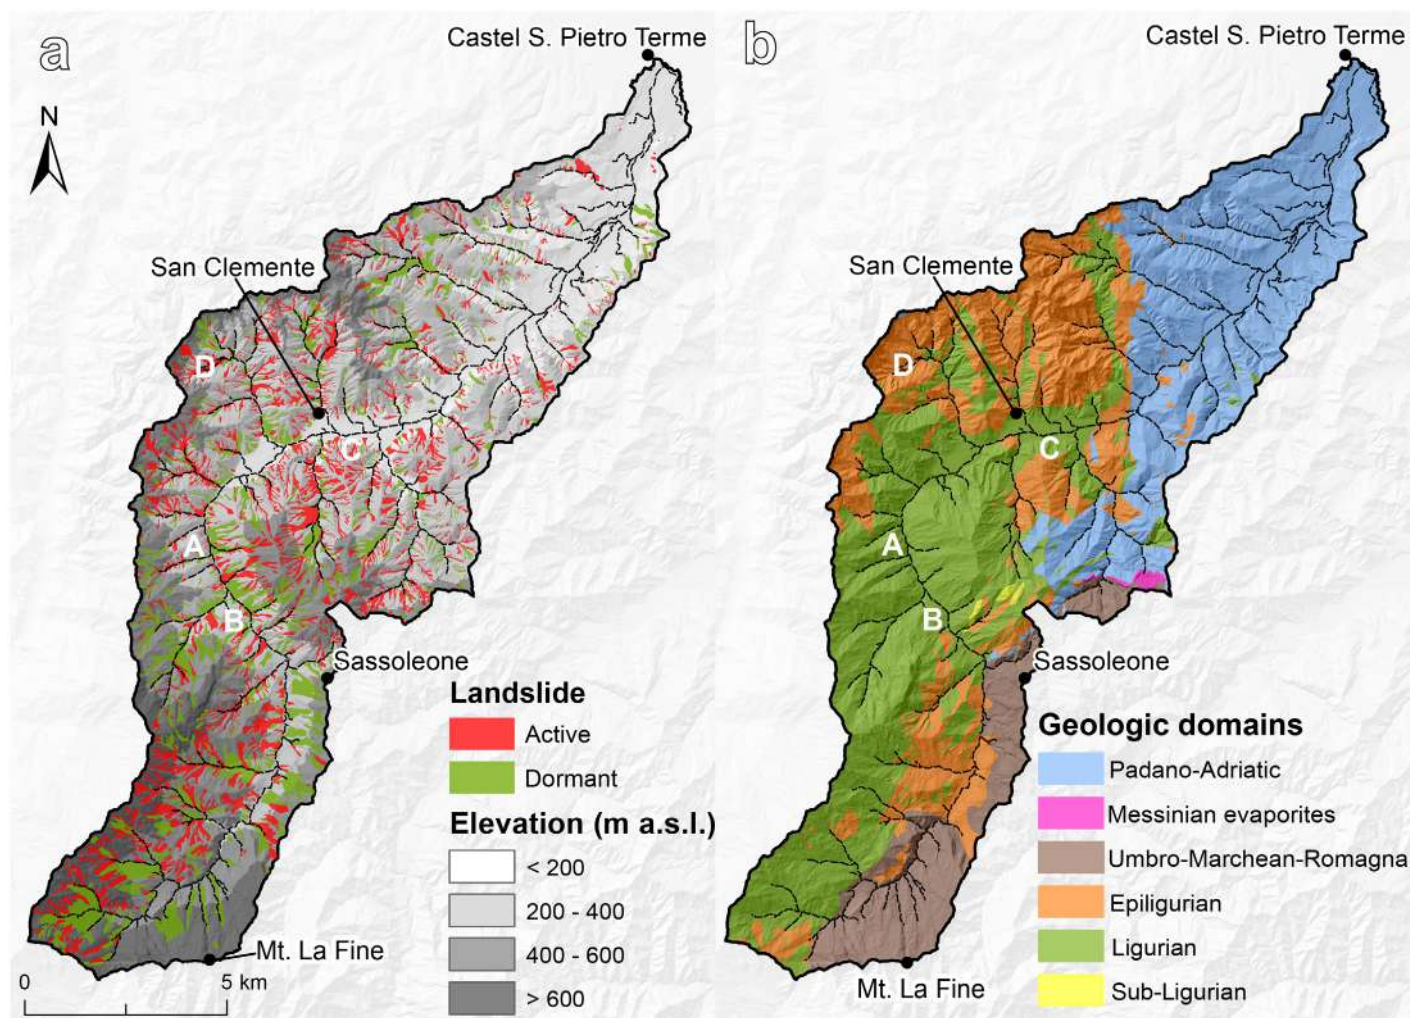 a
Castel S. Pietro Terme
N
San Clemente
D
C
A
B
Sassoleone
Landslide
Active
Dormant
Elevation (m a.s.l.)
< 200
200 - 400
400 - 600
> 600
Mt. La Fine
0
5 km
b
Castel S. Pietro Terme
San Clemente
D
C
A
B
Sassoleone
Geologic domains
Padano-Adriatic
Messinian evaporites
Umbro-Marchean-Romagna
Epiligurian
Ligurian
Sub-Ligurian
Mt. La Fine